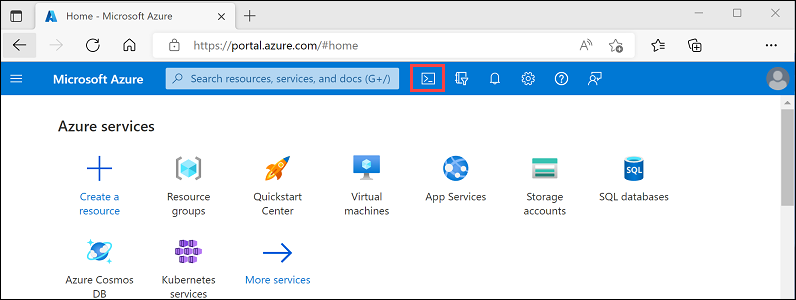 Home - Microsoft Azure
https://portal.azure.com/#home
Microsoft Azure
Search resources, services, and docs (G+/)
Azure services
Create a
resource
Resource
groups
Quickstart
Center
Virtual
machines
App Services
Storage
accounts
SQL
SQL databases
Azure Cosmos
DB
Kubernetes
services
More services